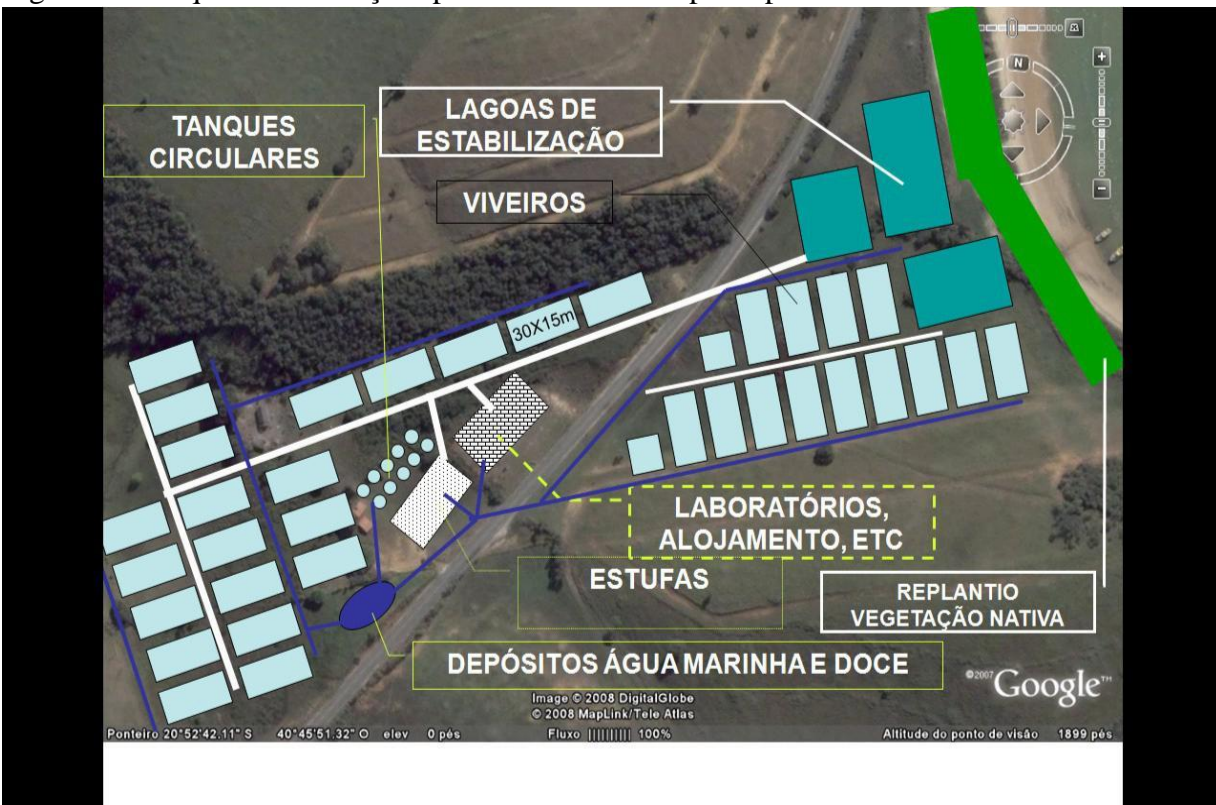 TANQUES
CIRCULARES
LAGOAS DE
ESTABILIZAÇÃO
VIVEIROS
N
30X15m
LABORATÓRIOS,
ALOJAMENTO, ETC
ESTUFAS
REPLANTIO
VEGETAÇÃO NATIVA
DEPÓSITOS ÁGUA MARINHA E DOCE
©2007 Google™
Image © 2008 DigitalGlobe
© 2008 MapLink/Tele Atlas
Ponteiro 20°52'42.11" S 40°45'51.32" O elev 0 pés Fluxo 100% Altitude do ponto de visão 1899 pés